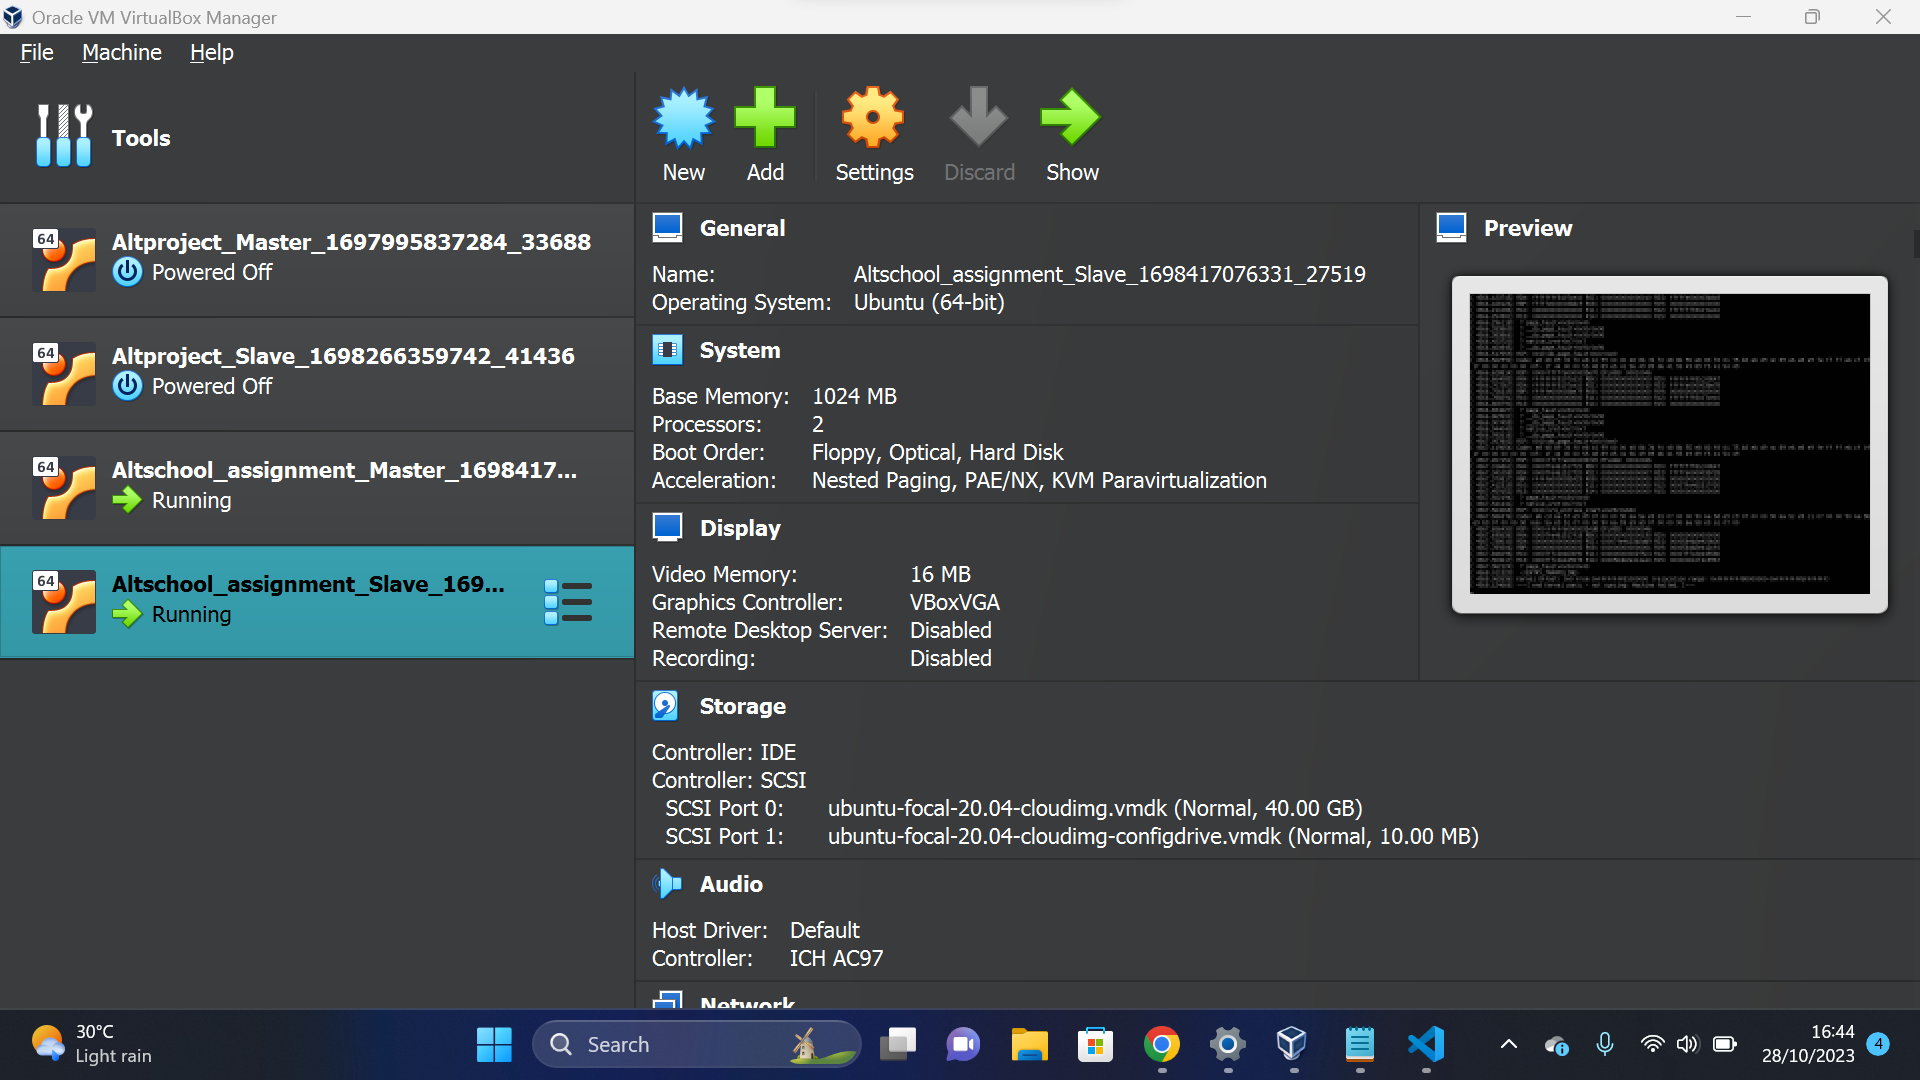 Oracle VM VirtualBox Manager
File Machine Help
Tools
New Add Settings Discard Show
64 Altproject_Master_1697995837284_33688
Powered Off
64 Altproject_Slave_1698266359742_41436
Powered Off
64 Altschool_assignment_Master_1698417...
Running
64 Altschool_assignment_Slave_169...
Running
General
Name: Altschool_assignment_Slave_1698417076331_27519
Operating System: Ubuntu (64-bit)
System
Base Memory: 1024 MB
Processors: 2
Boot Order: Floppy, Optical, Hard Disk
Acceleration: Nested Paging, PAE/NX, KVM Paravirtualization
Display
Video Memory: 16 MB
Graphics Controller: VBoxVGA
Remote Desktop Server: Disabled
Recording: Disabled
Storage
Controller: IDE
Controller: SCSI
SCSI Port 0: ubuntu-focal-20.04-cloudimg.vmdk (Normal, 40.00 GB)
SCSI Port 1: ubuntu-focal-20.04-cloudimg-configdrive.vmdk (Normal, 10.00 MB)
Audio
Host Driver: Default
Controller: ICH AC97
Network
Preview
30°C
Light rain
Search
16:44
28/10/2023
4